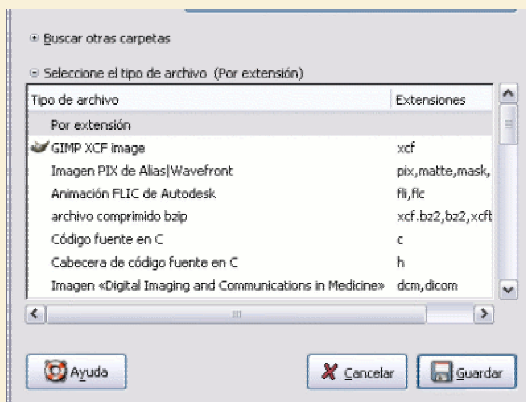 Buscar otras carpetas
Seleccione el tipo de archivo (Por extensión)
Tipo de archivo Extensiones
Por extensión
GIMP XCF image xcf
Imagen PIX de Alias|Wavefront pix,matte,mask,
Animación FLIC de Autodesk fli,flc
archivo comprimido bzip xcf.bz2,bz2,xcft
Código fuente en C c
Cabecera de código fuente en C h
Imagen «Digital Imaging and Communications in Medicine» dcm,dicom
Ayuda Cancelar Guardar